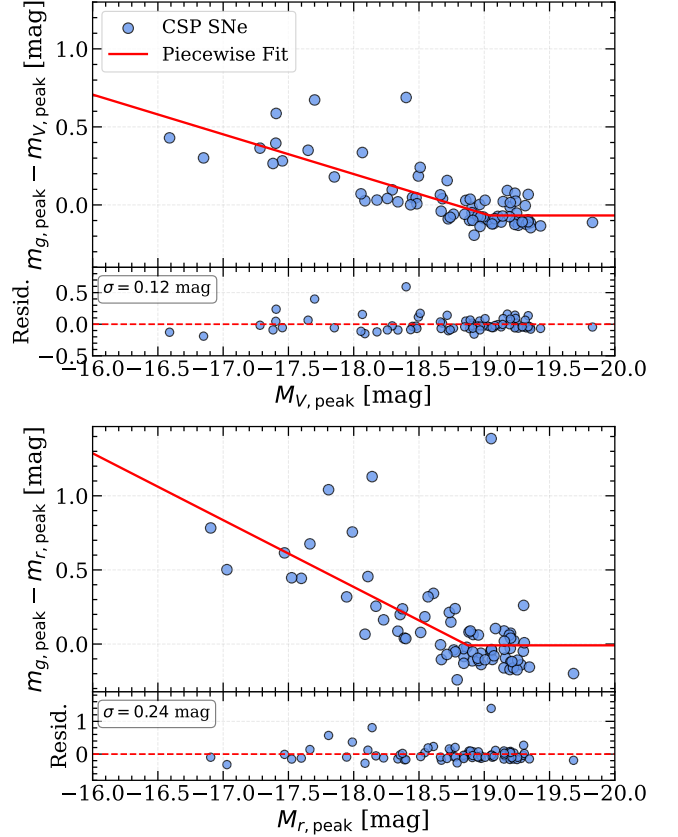 CSP SNe
Piecewise Fit
1.0
0.5
0.0
m_g,peak − m_V,peak [mag]
σ = 0.12 mag
0.5
0.0
−0.5
Resid.
−16.0−16.5−17.0−17.5−18.0−18.5−19.0−19.5−20.0
M_V,peak [mag]
1.0
0.5
0.0
m_g,peak − m_r,peak [mag]
σ = 0.24 mag
1
0
Resid.
−16.0−16.5−17.0−17.5−18.0−18.5−19.0−19.5−20.0
M_r,peak [mag]